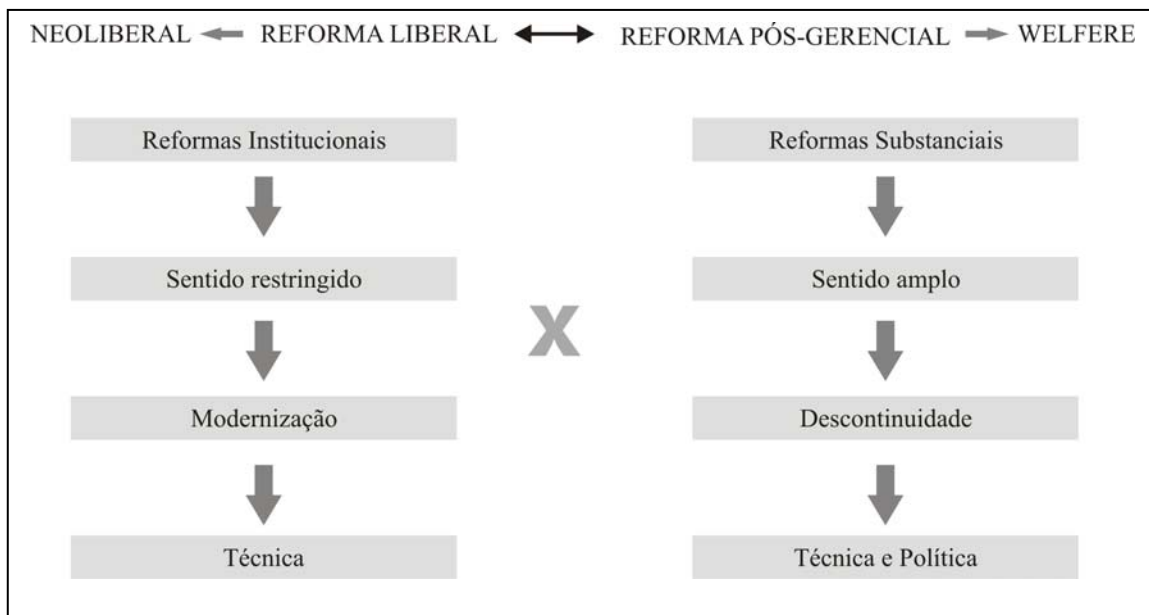 NEOLIBERAL REFORMA LIBERAL REFORMA PÓS-GERENCIAL WELFERE
Reformas Institucionais
Sentido restringido
Modernização
Técnica
X
Reformas Substanciais
Sentido amplo
Descontinuidade
Técnica e Política